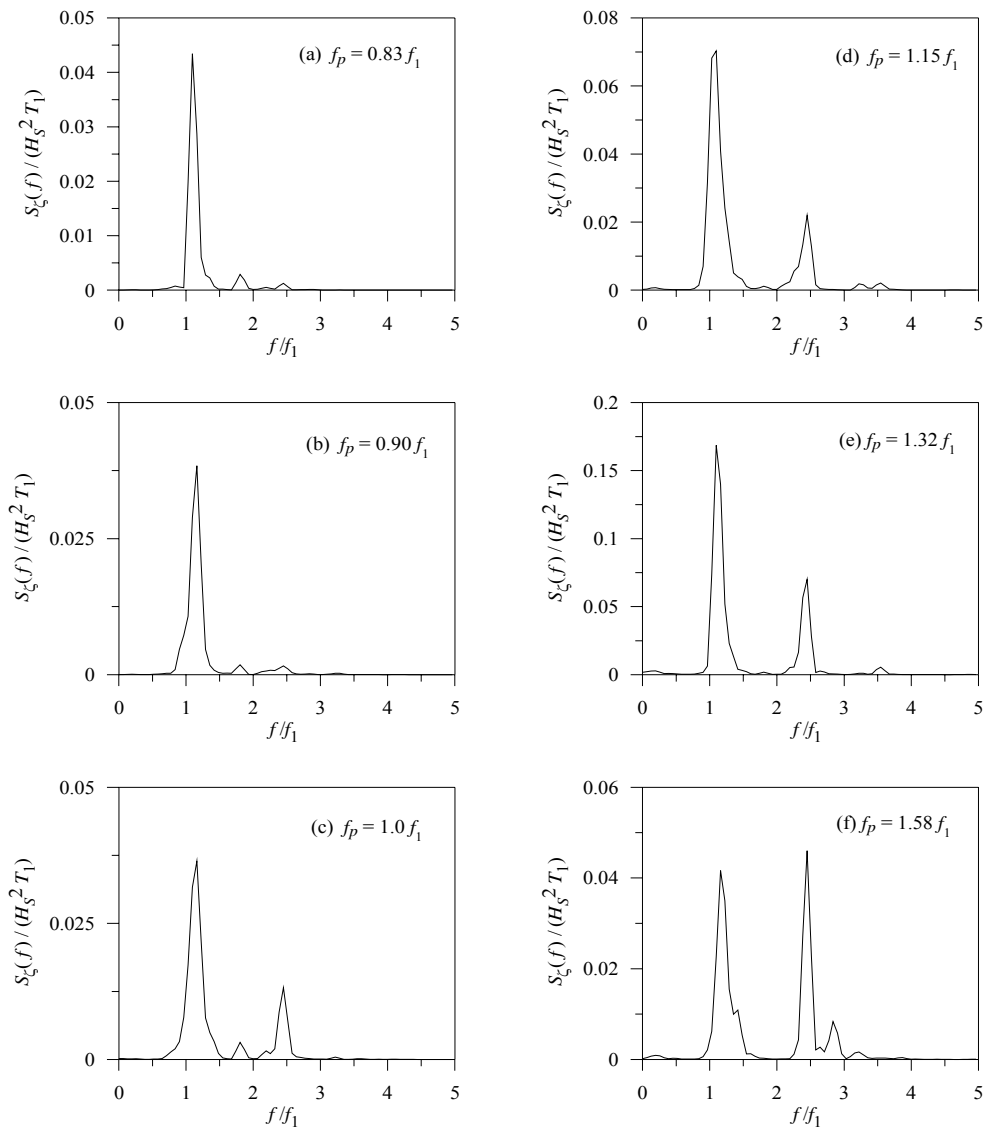 (a) fp = 0.83 f1
0.05
0.04
0.03
0.02
0.01
0
Sζ(f) / (HS2 T1)
0 1 2 3 4 5
f/f1
(d) fp = 1.15 f1
0.08
0.06
0.04
0.02
0
Sζ(f) / (HS2 T1)
0 1 2 3 4 5
f/f1
(b) fp = 0.90 f1
0.05
0.025
0
Sζ(f) / (HS2 T1)
0 1 2 3 4 5
f/f1
(e) fp = 1.32 f1
0.2
0.15
0.1
0.05
0
Sζ(f) / (HS2 T1)
0 1 2 3 4 5
f/f1
(c) fp = 1.0 f1
0.05
0.025
0
Sζ(f) / (HS2 T1)
0 1 2 3 4 5
f/f1
(f) fp = 1.58 f1
0.06
0.04
0.02
0
Sζ(f) / (HS2 T1)
0 1 2 3 4 5
f/f1